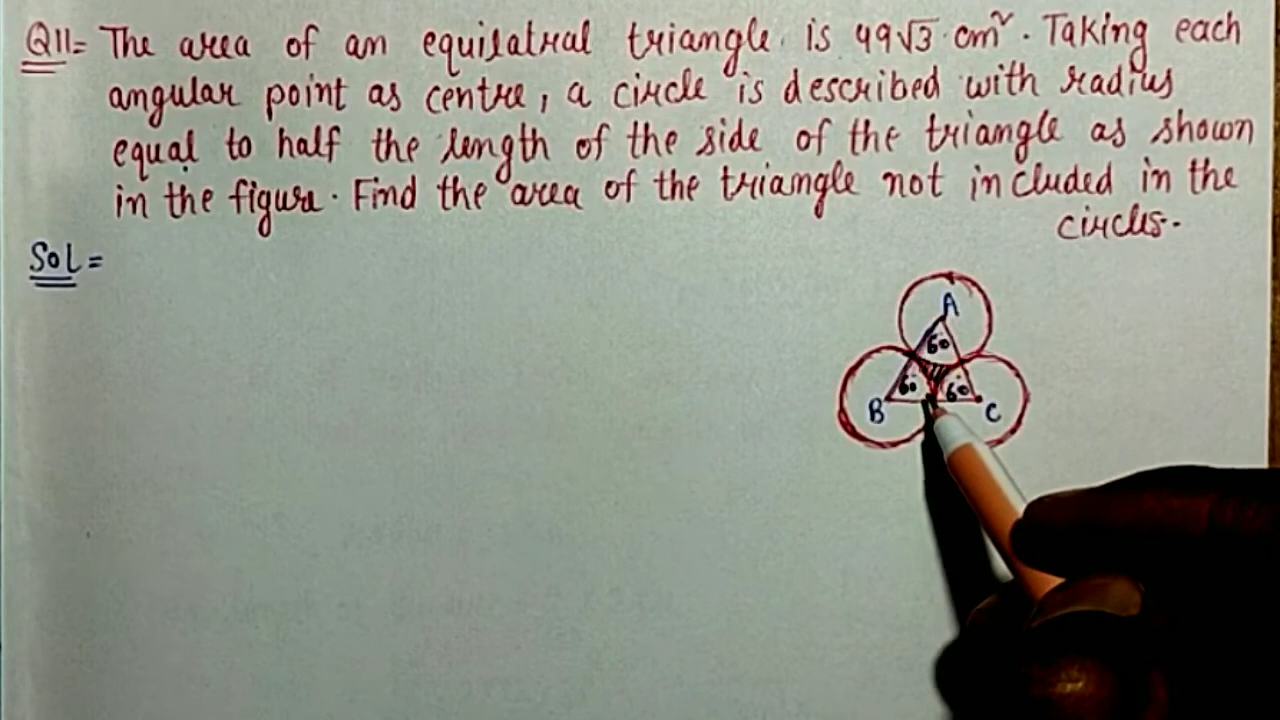 Q11= The area of an equilatral triangle is 49√3 cm². Taking each
angular point as centre, a circle is described with radius
equal to half the length of the side of the triangle as shown
in the figure. Find the area of the triangle not included in the
circles.
Sol=
A
60
60 60
B C